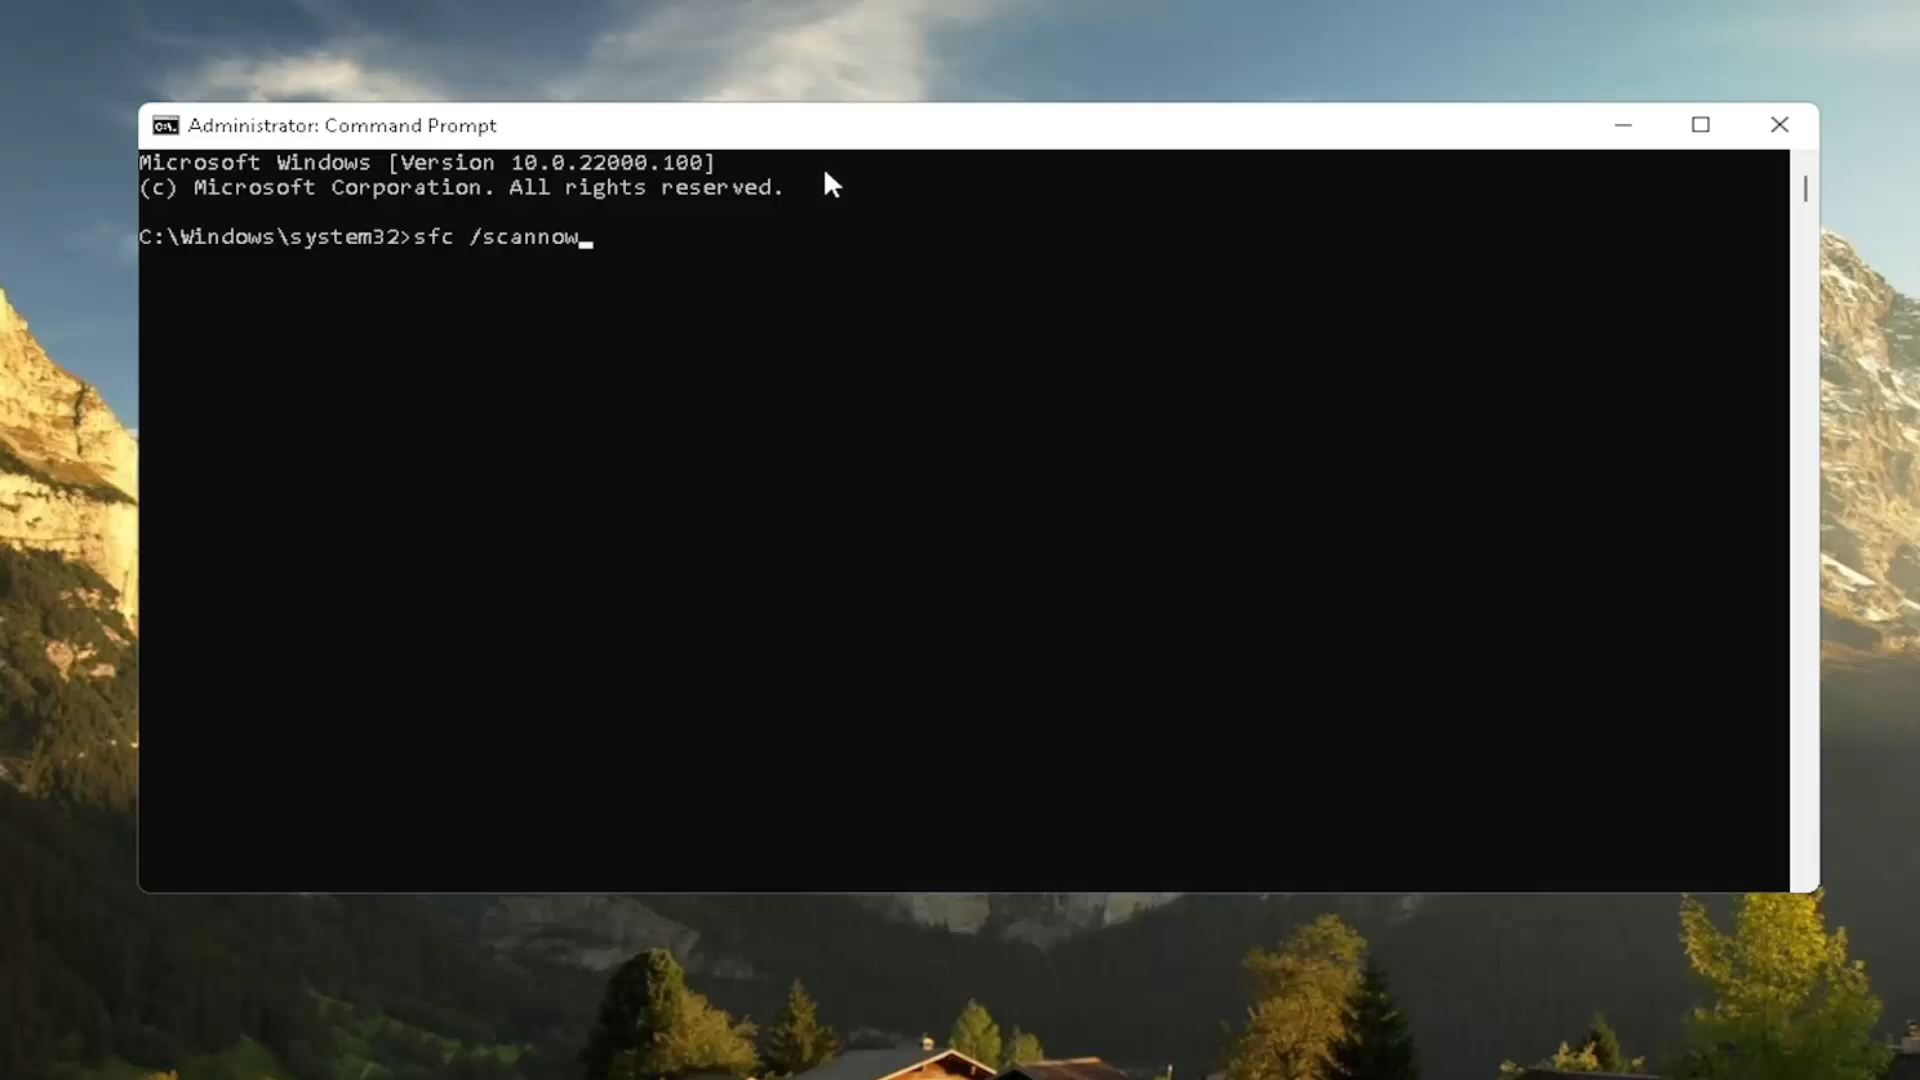 Administrator: Command Prompt
Microsoft Windows [Version 10.0.22000.100]
(c) Microsoft Corporation. All rights reserved.
C:\Windows\system32>sfc /scannow